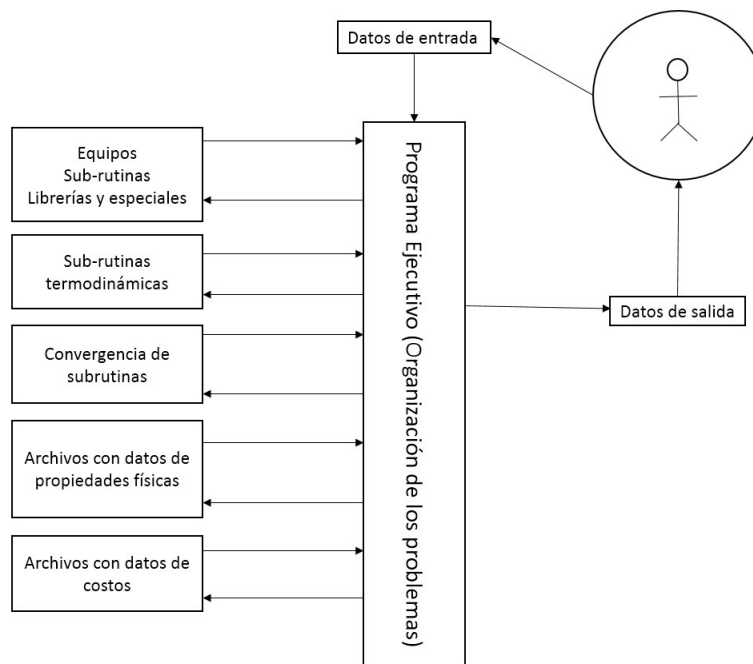 Datos de entrada
Equipos
Sub-rutinas
Librerías y especiales
Sub-rutinas
termodinámicas
Convergencia de
subrutinas
Archivos con datos de
propiedades físicas
Archivos con datos de
costos
Programa Ejecutivo (Organización de los problemas)
Datos de salida